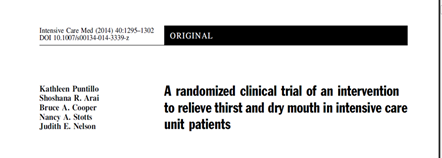 Intensive Care Med (2014) 40:1295–1302
DOI 10.1007/s00134-014-3339-z
ORIGINAL
Kathleen Puntillo
Shoshana R. Arai
Bruce A. Cooper
Nancy A. Stotts
Judith E. Nelson
A randomized clinical trial of an intervention
to relieve thirst and dry mouth in intensive care
unit patients